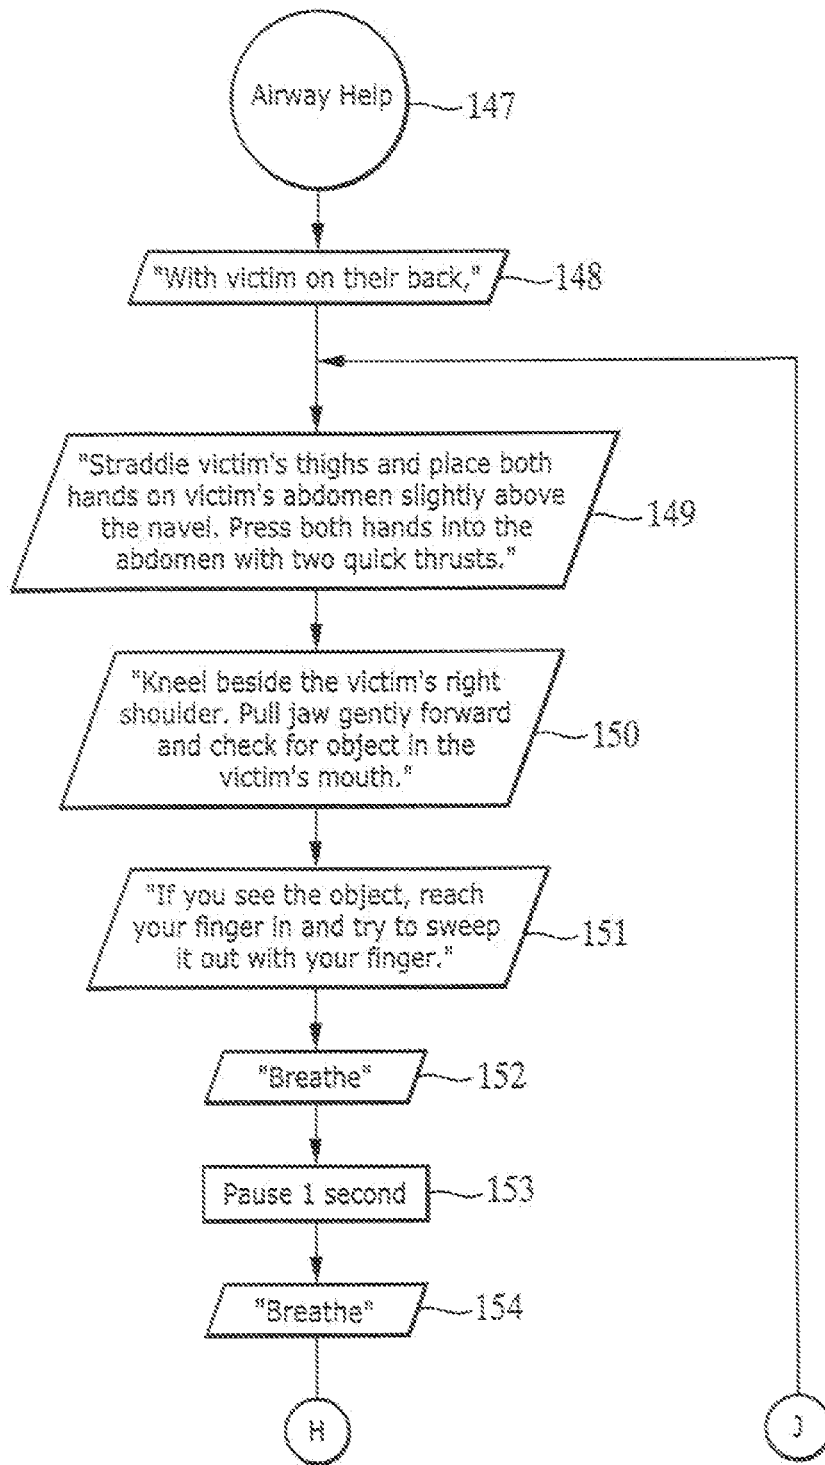 Airway Help
147
"With victim on their back,"
148
"Straddle victim's thighs and place both
hands on victim's abdomen slightly above
the navel. Press both hands into the
abdomen with two quick thrusts."
149
"Kneel beside the victim's right
shoulder. Pull jaw gently forward
and check for object in the
victim's mouth."
150
"If you see the object, reach
your finger in and try to sweep
it out with your finger."
151
"Breathe"
152
Pause 1 second
153
"Breathe"
154
H
J